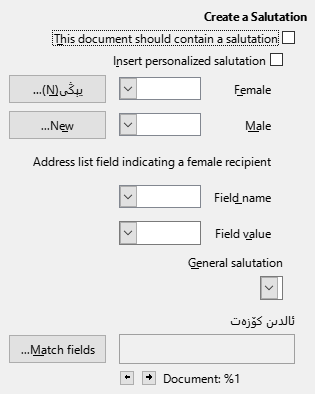 Create a Salutation
This document should contain a salutation
Insert personalized salutation
Female
يېڭى(N)...
Male
New...
Address list field indicating a female recipient
Field name
Field value
General salutation
ئالدىن كۆزەت
Match fields...
Document: %1